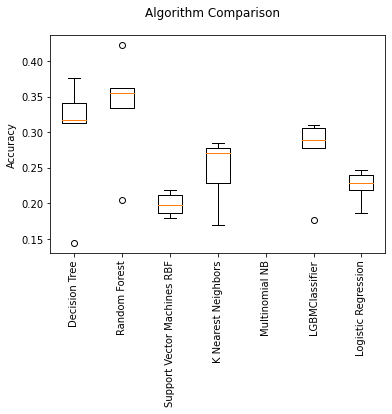 Algorithm Comparison
Accuracy
0.40
0.35
0.30
0.25
0.20
0.15
Decision Tree
Random Forest
Support Vector Machines RBF
K Nearest Neighbors
Multinomial NB
LGBMClassifier
Logistic Regression